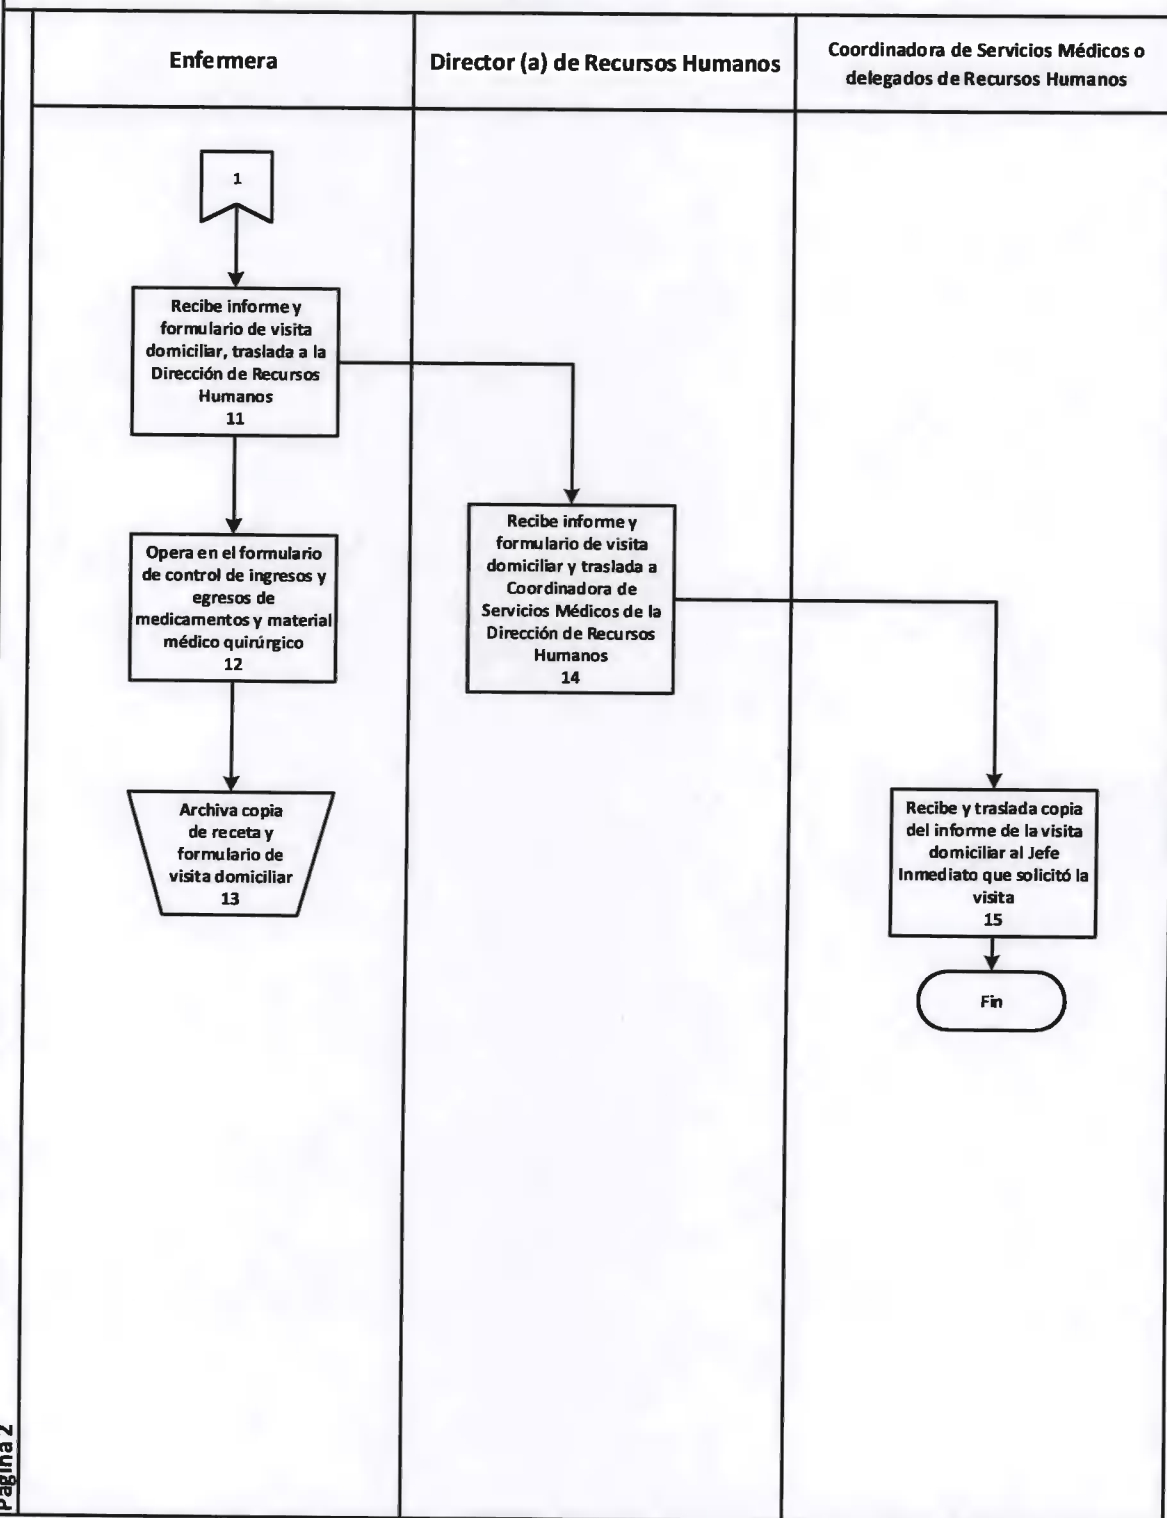 Enfermera
Director (a) de Recursos Humanos
Coordinadora de Servicios Médicos o
delegados de Recursos Humanos
1
Recibe informe y
formulario de visita
domiciliar, traslada a la
Dirección de Recursos
Humanos
11
Opera en el formulario
de control de ingresos y
egresos de
medicamentos y material
médico quirúrgico
12
Archiva copia
de receta y
formulario de
visita domiciliar
13
Recibe informe y
formulario de visita
domiciliar y traslada a
Coordinadora de
Servicios Médicos de la
Dirección de Recursos
Humanos
14
Recibe y traslada copia
del informe de la visita
domiciliar al Jefe
Inmediato que solicitó la
visita
15
Fin
Página 2